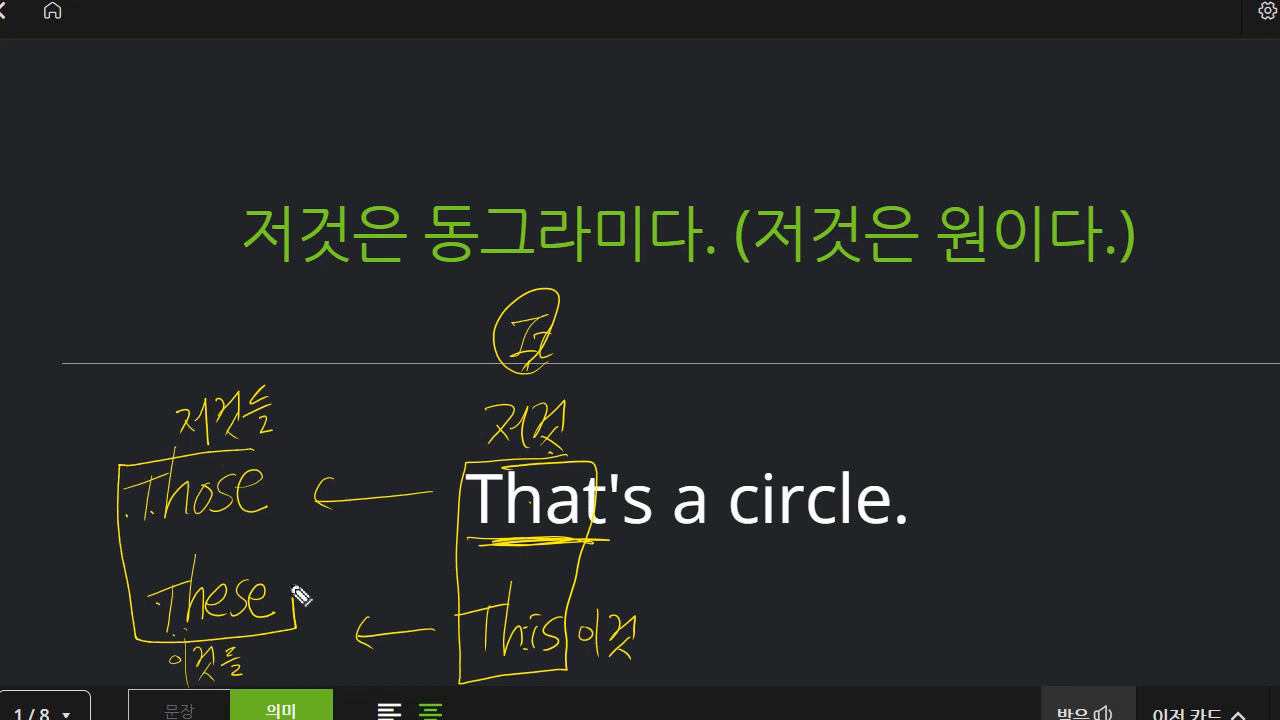 저것은 동그라미다. (저것은 원이다.)
It
저것들 저것
Those That's a circle.
These This 이것
이것들
1 / 8 문장 의미 발음 이전 카드